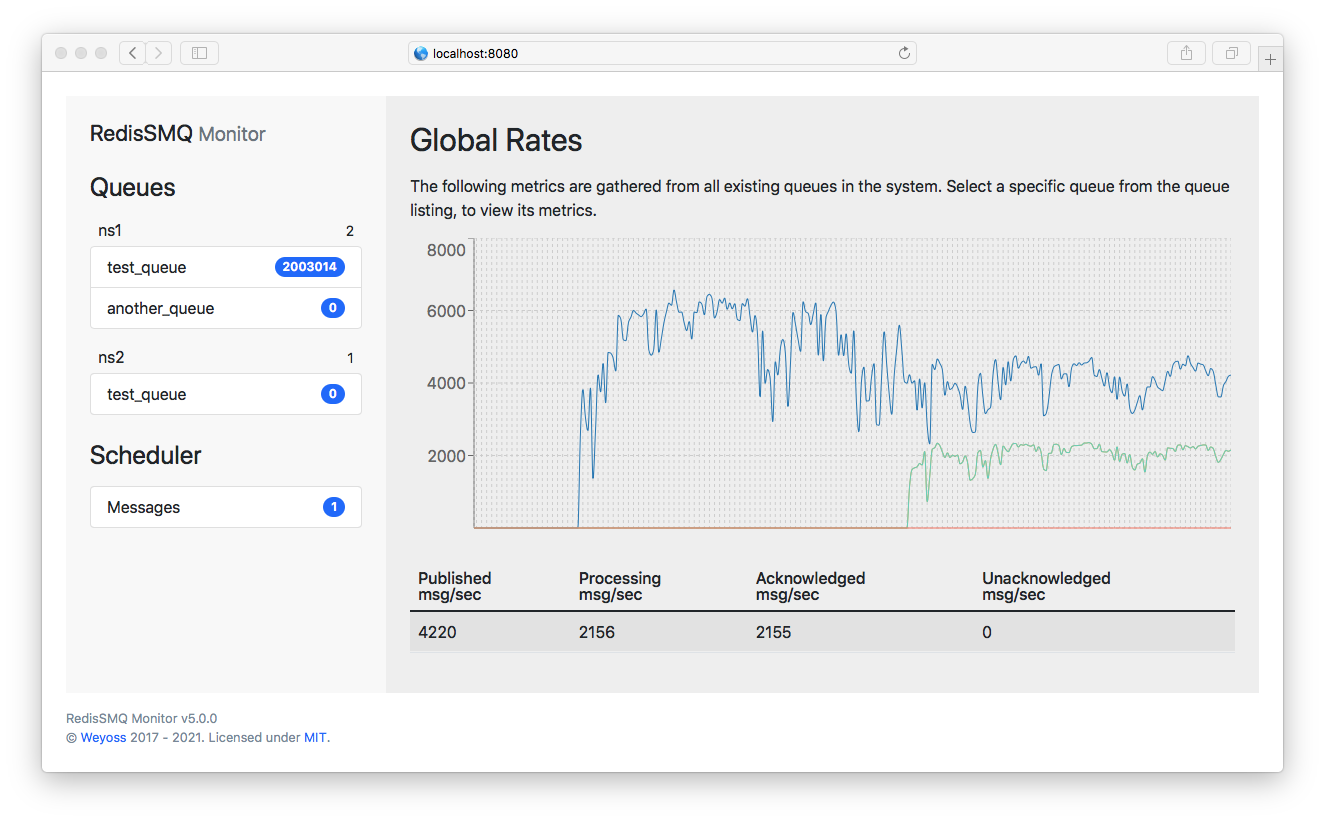 localhost:8080
RedisSMQ Monitor
Queues
ns1 2
test_queue 2003014
another_queue 0
ns2 1
test_queue 0
Scheduler
Messages 1
Global Rates
The following metrics are gathered from all existing queues in the system. Select a specific queue from the queue
listing, to view its metrics.
8000
6000
4000
2000
Published Processing Acknowledged Unacknowledged
msg/sec msg/sec msg/sec msg/sec
4220 2156 2155 0
RedisSMQ Monitor v5.0.0
© Weyoss 2017 - 2021. Licensed under MIT.